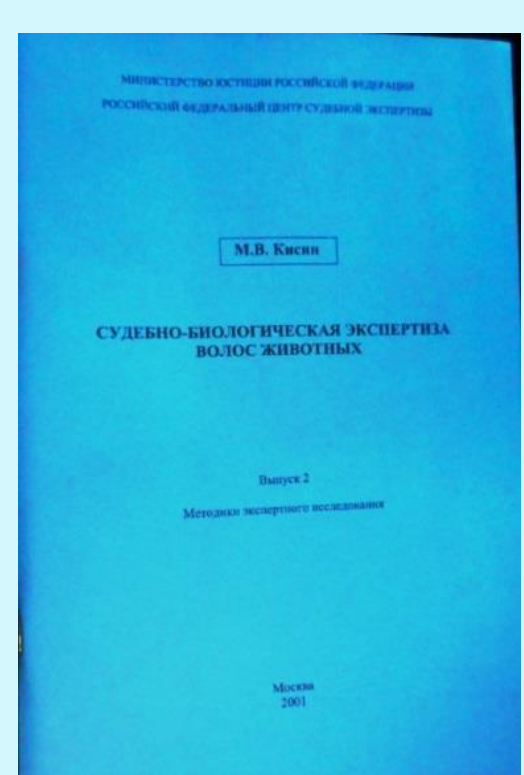 МИНИСТЕРСТВО ЮСТИЦИИ РОССИЙСКОЙ ФЕДЕРАЦИИ
РОССИЙСКИЙ ФЕДЕРАЛЬНЫЙ ЦЕНТР СУДЕБНОЙ ЭКСПЕРТИЗЫ
М.В. Кисин
СУДЕБНО-БИОЛОГИЧЕСКАЯ ЭКСПЕРТИЗА
ВОЛОС ЖИВОТНЫХ
Выпуск 2
Методики экспертного исследования
Москва
2001